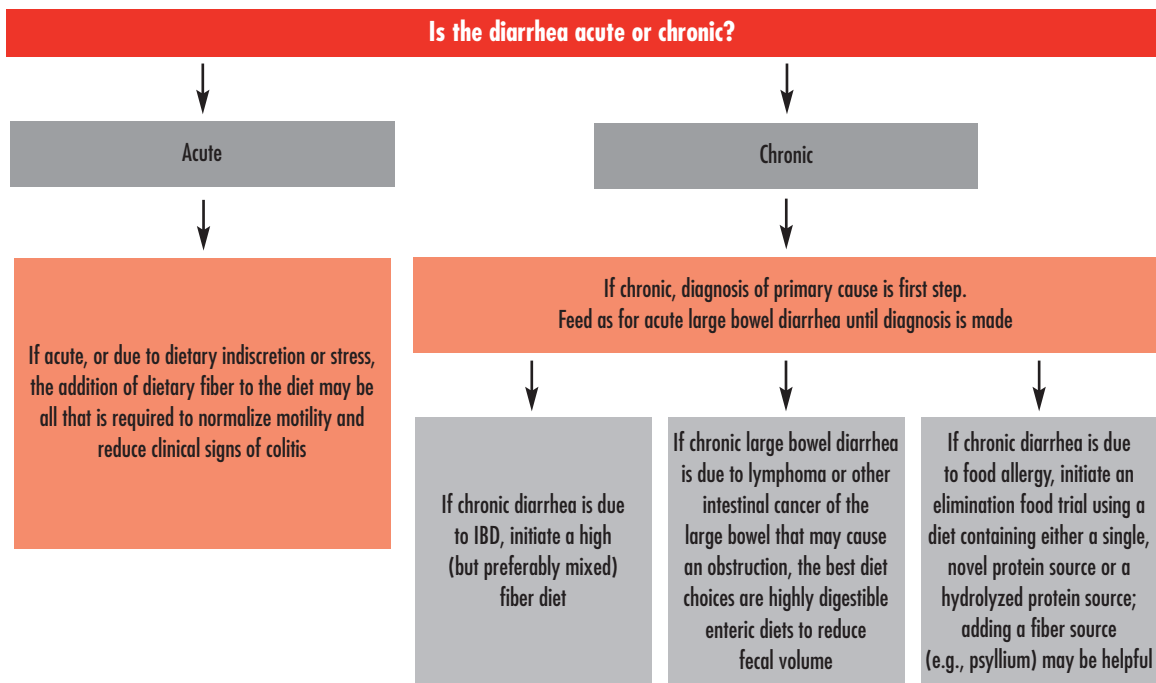 Is the diarrhea acute or chronic?
Acute
Chronic
If acute, or due to dietary indiscretion or stress,
the addition of dietary fiber to the diet may be
all that is required to normalize motility and
reduce clinical signs of colitis
If chronic, diagnosis of primary cause is first step.
Feed as for acute large bowel diarrhea until diagnosis is made
If chronic diarrhea is due
to IBD, initiate a high
(but preferably mixed)
fiber diet
If chronic large bowel diarrhea
is due to lymphoma or other
intestinal cancer of the
large bowel that may cause
an obstruction, the best diet
choices are highly digestible
enteric diets to reduce
fecal volume
If chronic diarrhea is due
to food allergy, initiate an
elimination food trial using a
diet containing either a single,
novel protein source or a
hydrolyzed protein source;
adding a fiber source
(e.g., psyllium) may be helpful